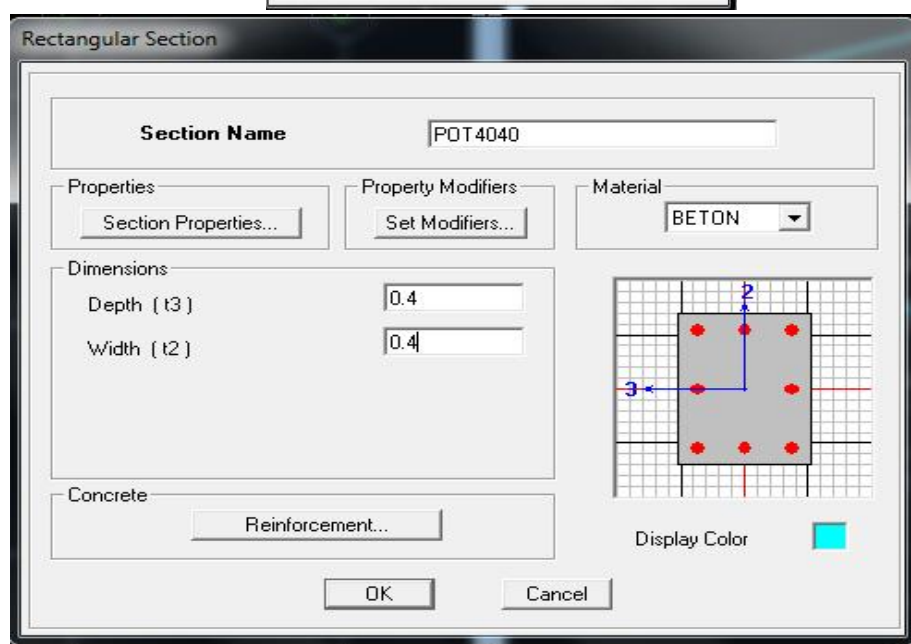 Rectangular Section
Section Name POT4040
Properties
Section Properties...
Property Modifiers
Set Modifiers...
Material
BETON
Dimensions
Depth ( t3 ) 0.4
Width ( t2 ) 0.4
2
3
Concrete
Reinforcement...
Display Color
OK
Cancel